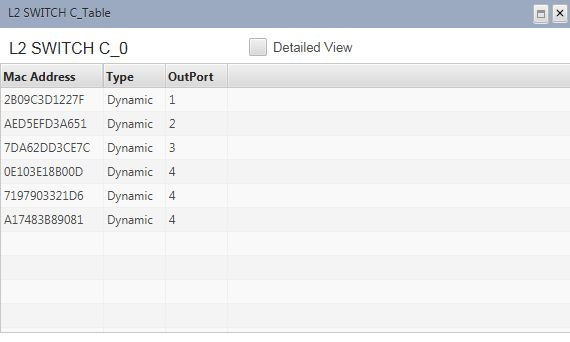 L2 SWITCH C_Table
L2 SWITCH C_0 Detailed View
Mac Address Type OutPort
2B09C3D1227F Dynamic 1
AED5EFD3A651 Dynamic 2
7DA62DD3CE7C Dynamic 3
0E103E18B00D Dynamic 4
7197903321D6 Dynamic 4
A17483B89081 Dynamic 4